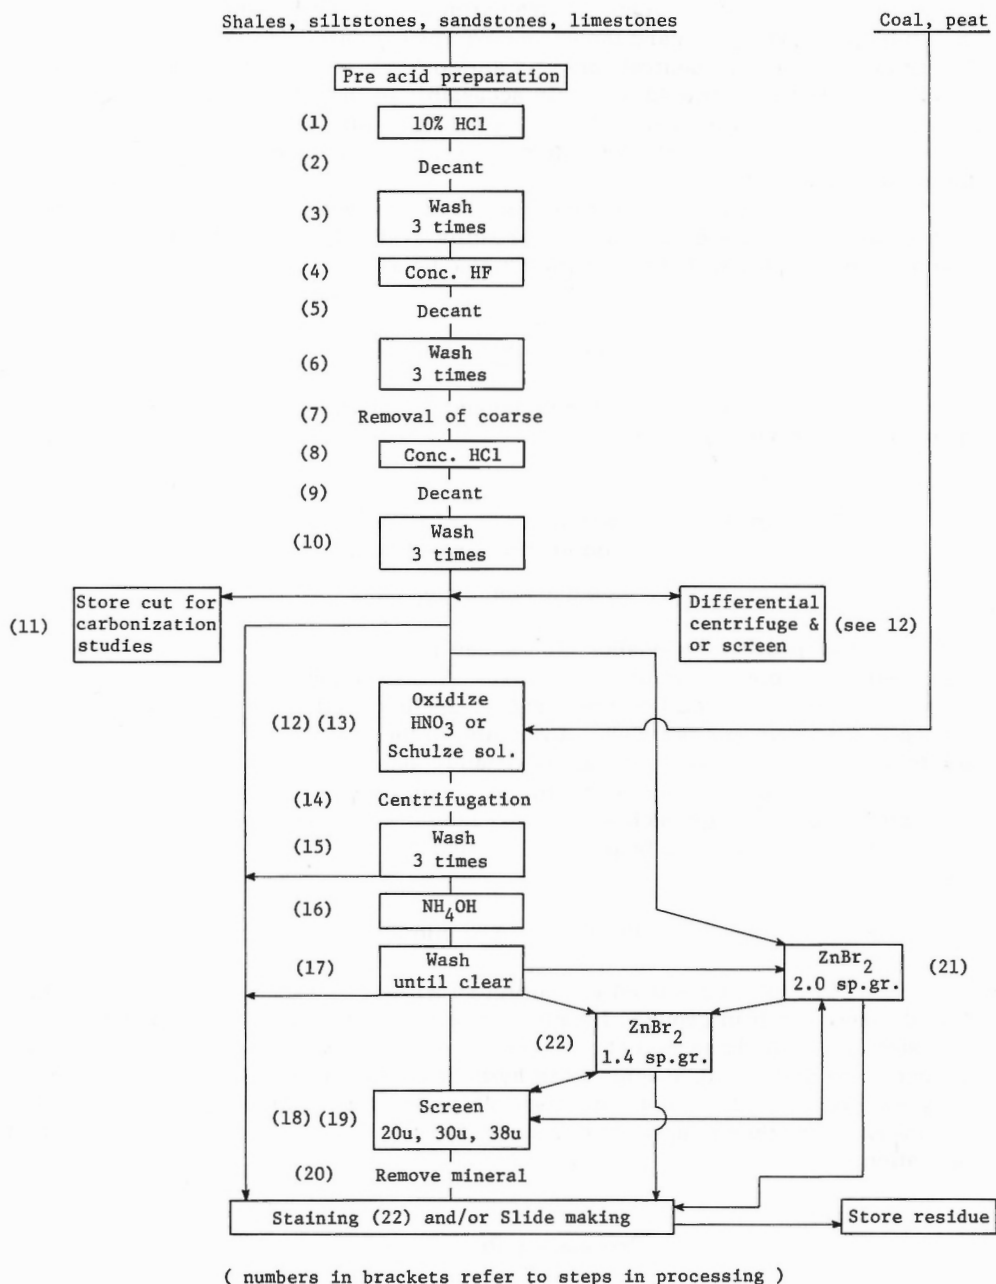 Shales, siltstones, sandstones, limestones
Coal, peat
Pre acid preparation
(1) 10% HCl
(2) Decant
(3) Wash
3 times
(4) Conc. HF
(5) Decant
(6) Wash
3 times
(7) Removal of coarse
(8) Conc. HCl
(9) Decant
(10) Wash
3 times
(11) Store cut for
carbonization
studies
Differential
centrifuge &
or screen
(see 12)
(12) (13) Oxidize
HNO3 or
Schulze sol.
(14) Centrifugation
(15) Wash
3 times
(16) NH4OH
(17) Wash
until clear
ZnBr2
2.0 sp.gr.
(21)
(22) ZnBr2
1.4 sp.gr.
(18) (19) Screen
20u, 30u, 38u
(20) Remove mineral
Staining (22) and/or Slide making
Store residue
( numbers in brackets refer to steps in processing )